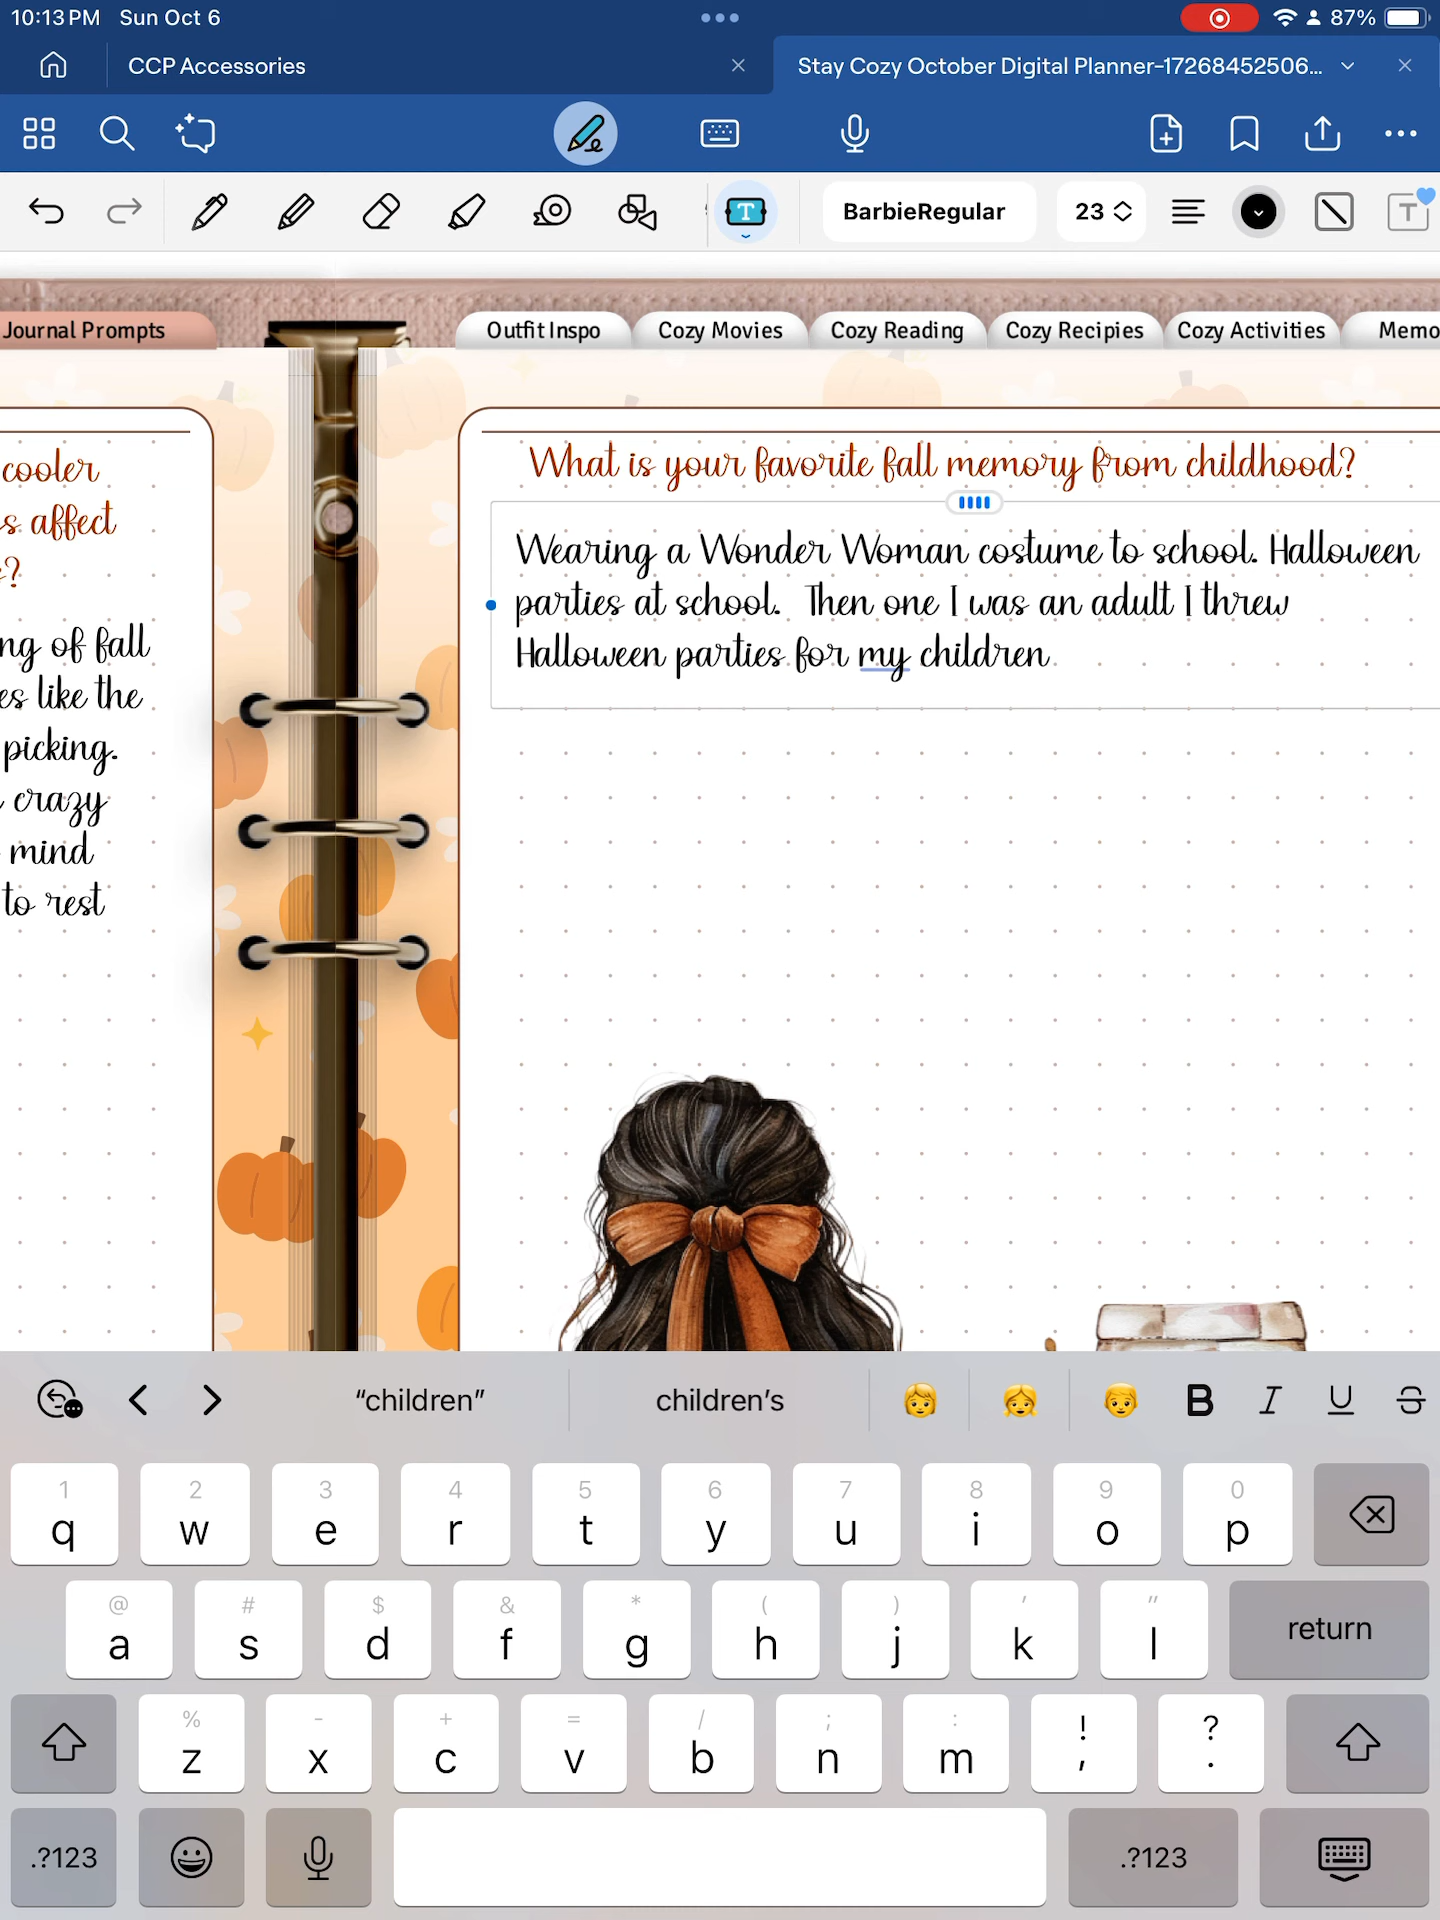 10:13 PM Sun Oct 6 87%
CCP Accessories
Stay Cozy October Digital Planner-17268452506...
BarbieRegular 23
Journal Prompts
Outfit Inspo Cozy Movies Cozy Reading Cozy Recipies Cozy Activities Memo
cooler
s affect
?
ng of fall
es like the
picking.
crazy
mind
to rest
What is your favorite fall memory from childhood?
Wearing a Wonder Woman costume to school. Halloween
parties at school. Then one I was an adult I threw
Halloween parties for my children
“children” children’s B I U S
1 2 3 4 5 6 7 8 9 0
q w e r t y u i o p
@ # $ & * ( ) ' "
a s d f g h j k l return
% - + = / ; : ! ?
z x c v b n m , .
.?123 .?123